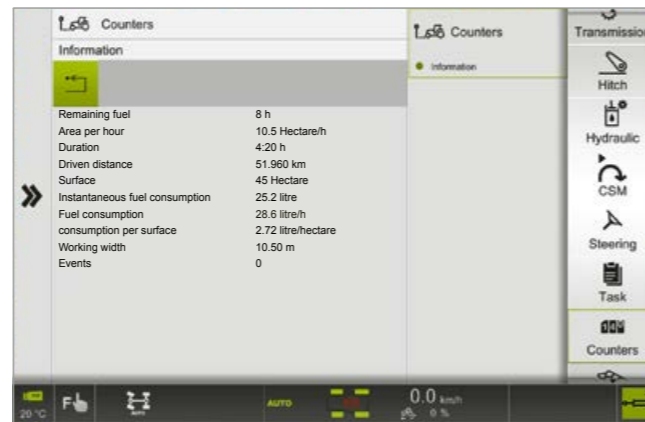 Counters
Information
Remaining fuel 8 h
Area per hour 10.5 Hectare/h
Duration 4:20 h
Driven distance 51.960 km
Surface 45 Hectare
Instantaneous fuel consumption 25.2 litre
Fuel consumption 28.6 litre/h
consumption per surface 2.72 litre/hectare
Working width 10.50 m
Events 0
Counters
Information
Transmissio
Hitch
Hydraulic
CSM
Steering
Task
Counters
20 °C
F
AUTO
AUTO
0.0 km/h
0 %